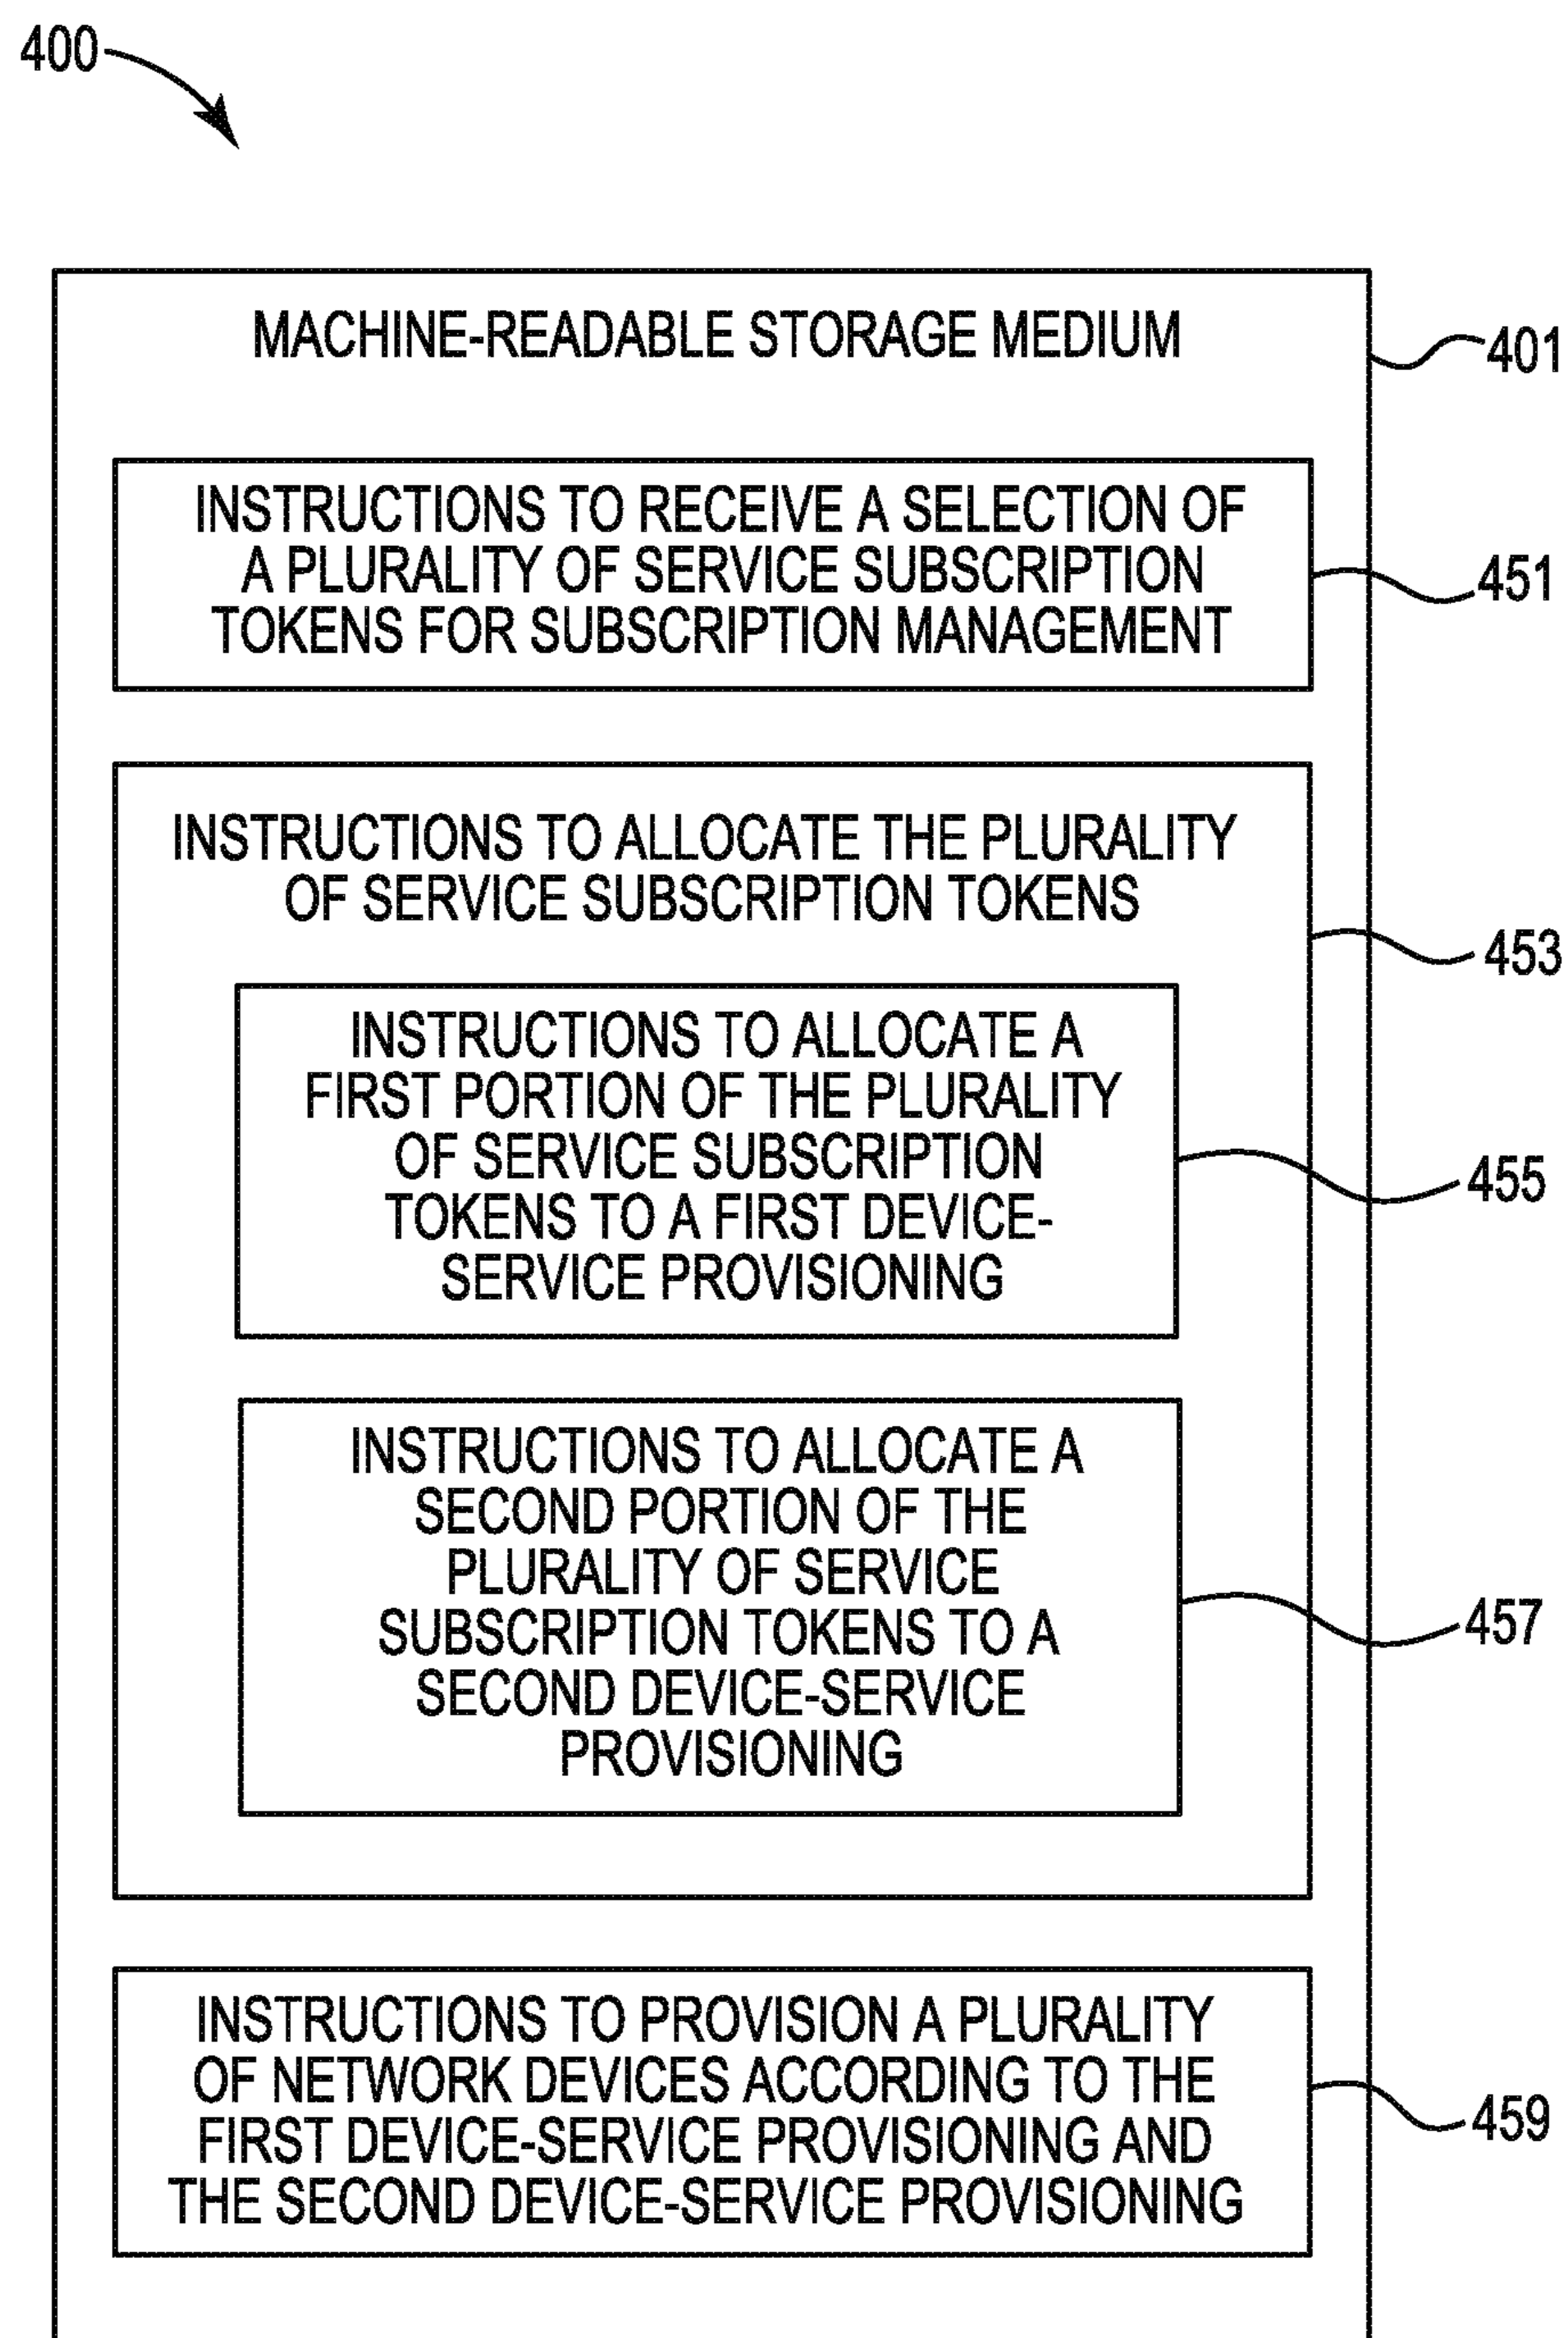 400
MACHINE-READABLE STORAGE MEDIUM
401
INSTRUCTIONS TO RECEIVE A SELECTION OF
A PLURALITY OF SERVICE SUBSCRIPTION
TOKENS FOR SUBSCRIPTION MANAGEMENT
451
INSTRUCTIONS TO ALLOCATE THE PLURALITY
OF SERVICE SUBSCRIPTION TOKENS
453
INSTRUCTIONS TO ALLOCATE A
FIRST PORTION OF THE PLURALITY
OF SERVICE SUBSCRIPTION
TOKENS TO A FIRST DEVICE-
SERVICE PROVISIONING
455
INSTRUCTIONS TO ALLOCATE A
SECOND PORTION OF THE
PLURALITY OF SERVICE
SUBSCRIPTION TOKENS TO A
SECOND DEVICE-SERVICE
PROVISIONING
457
INSTRUCTIONS TO PROVISION A PLURALITY
OF NETWORK DEVICES ACCORDING TO THE
FIRST DEVICE-SERVICE PROVISIONING AND
THE SECOND DEVICE-SERVICE PROVISIONING
459